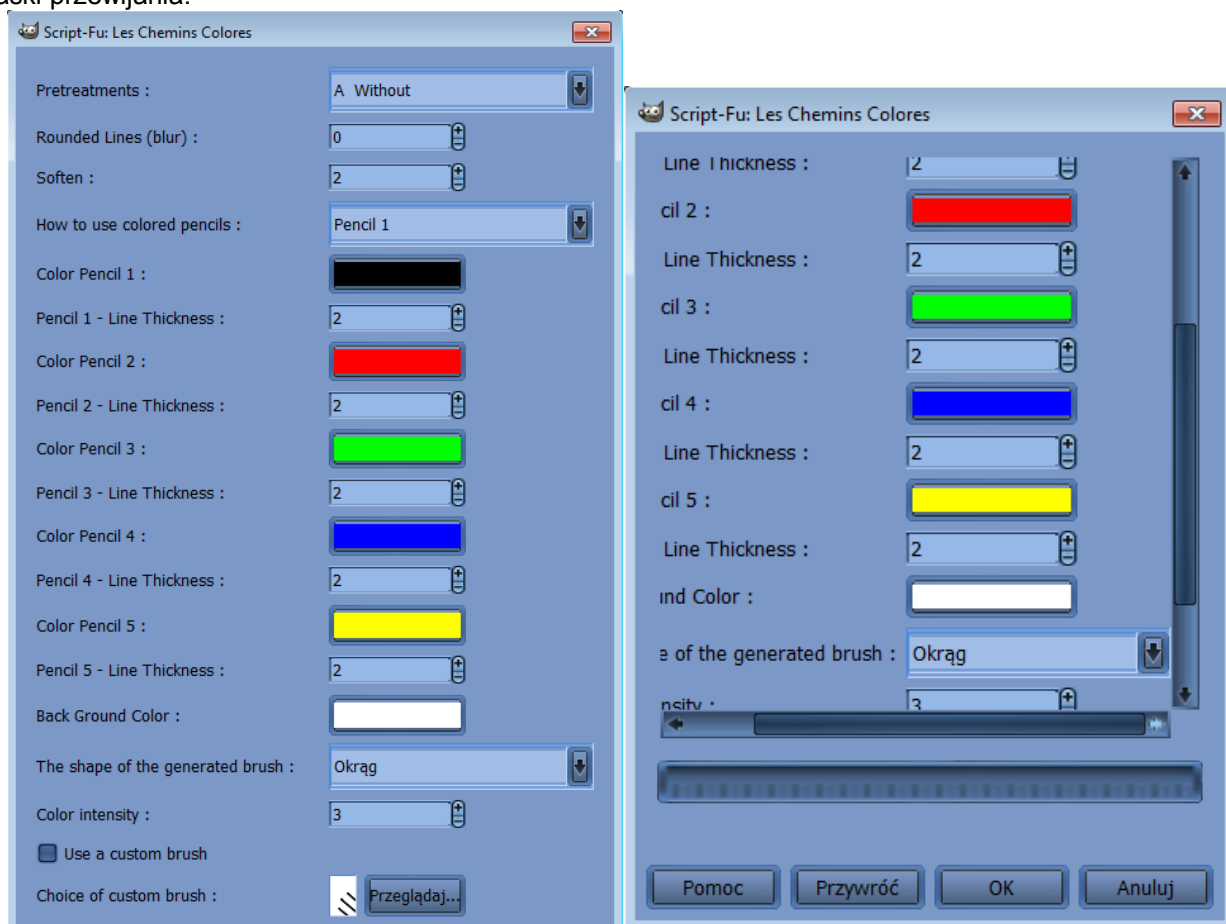 przewijania.
Script-Fu: Les Chemins Colores
Pretreatments :
A Without
Rounded Lines (blur) :
0
Soften :
2
How to use colored pencils :
Pencil 1
Color Pencil 1 :
Pencil 1 - Line Thickness :
2
Color Pencil 2 :
Pencil 2 - Line Thickness :
2
Color Pencil 3 :
Pencil 3 - Line Thickness :
2
Color Pencil 4 :
Pencil 4 - Line Thickness :
2
Color Pencil 5 :
Pencil 5 - Line Thickness :
2
Back Ground Color :
The shape of the generated brush :
Okrąg
Color intensity :
3
Use a custom brush
Choice of custom brush :
Przeglądaj...
Script-Fu: Les Chemins Colores
Line Thickness :
2
cil 2 :
Line Thickness :
2
cil 3 :
Line Thickness :
2
cil 4 :
Line Thickness :
2
cil 5 :
Line Thickness :
2
und Color :
e of the generated brush :
Okrąg
nsity :
3
Pomoc
Przywróć
OK
Anuluj